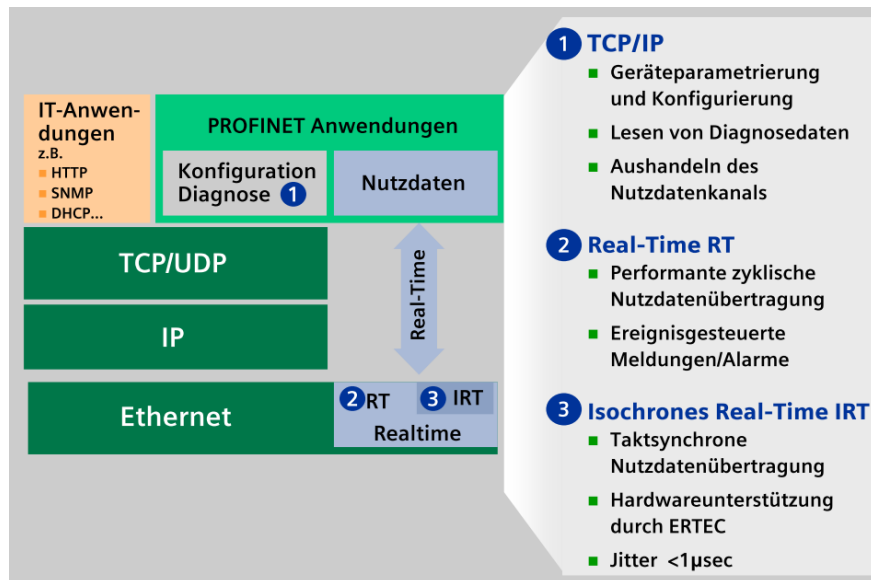 IT-Anwen-
dungen
z.B.
HTTP
SNMP
DHCP...
PROFINET Anwendungen
Konfiguration
Diagnose 1
Nutzdaten
TCP/UDP
IP
Real-Time
Ethernet
2 RT
3 IRT
Realtime
1 TCP/IP
Geräteparametrierung
und Konfigurierung
Lesen von Diagnosedaten
Aushandeln des
Nutzdatenkanals
2 Real-Time RT
Performante zyklische
Nutzdatenübertragung
Ereignisgesteuerte
Meldungen/Alarme
3 Isochrones Real-Time IRT
Taktsynchrone
Nutzdatenübertragung
Hardwareunterstützung
durch ERTEC
Jitter <1µsec